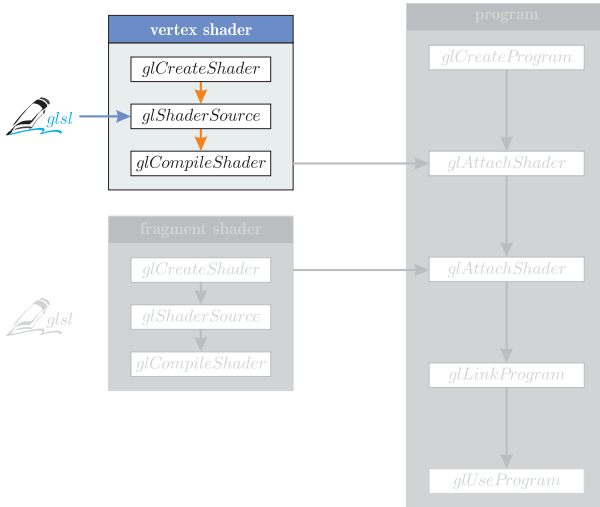 vertex shader
glCreateShader
glsl
glShaderSource
glCompileShader
fragment shader
glCreateShader
glsl
glShaderSource
glCompileShader
program
glCreateProgram
glAttachShader
glAttachShader
glLinkProgram
glUseProgram